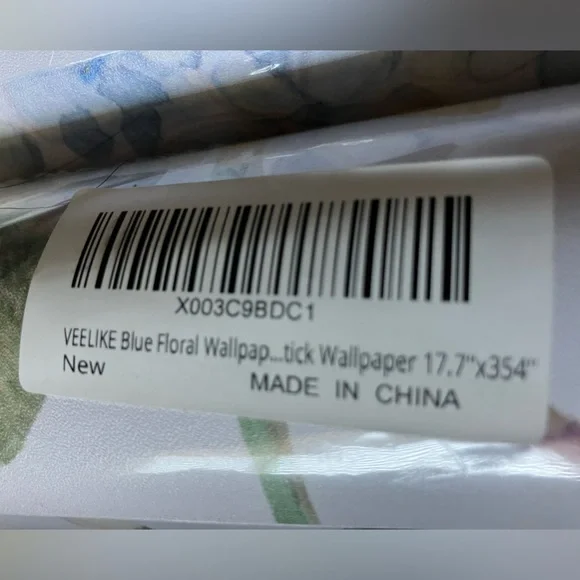 X003C9BDC1
VEELIKE Blue Floral Wallpap...tick Wallpaper 17.7''x354''
New
MADE IN CHINA